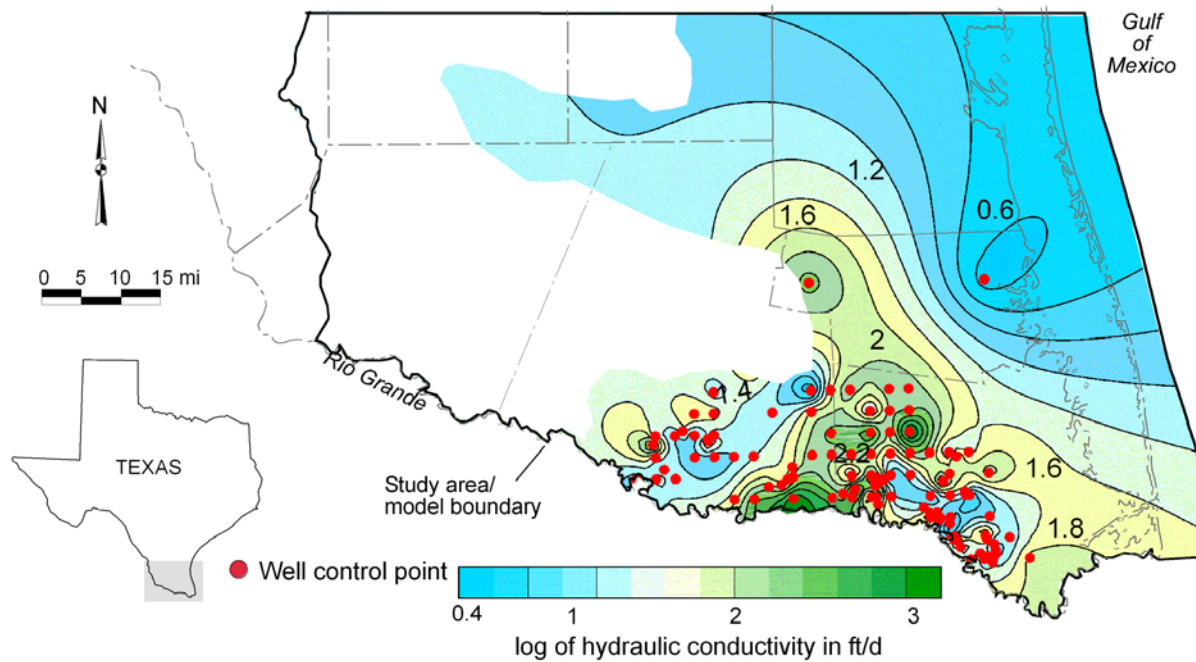 Gulf
of
Mexico
N
1.2
1.6
0.6
0 5 10 15 mi
2
Rio Grande
1.4
2.2
TEXAS
Study area/
model boundary
1.6
1.8
Well control point
0.4 1 2 3
log of hydraulic conductivity in ft/d